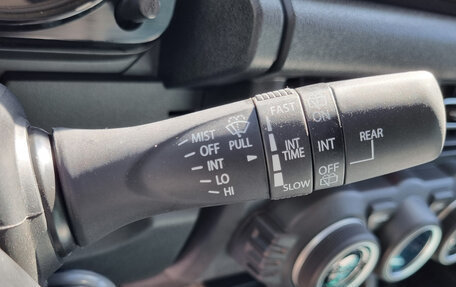 MIST
OFF
INT
LO
HI
PULL
FAST
INT
TIME
SLOW
ON
INT
OFF
REAR